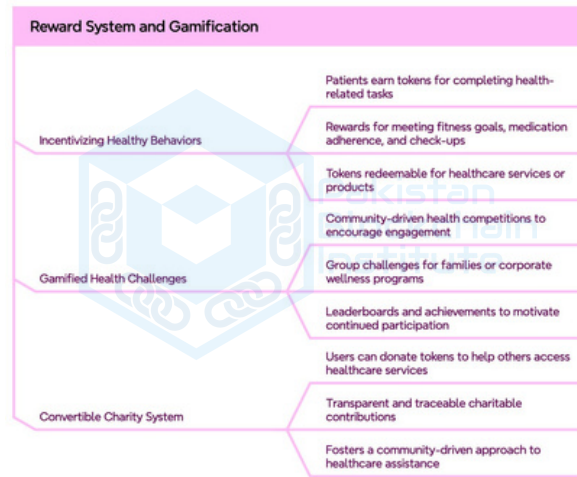 Reward System and Gamification
Incentivizing Healthy Behaviors
Patients earn tokens for completing health-
related tasks
Rewards for meeting fitness goals, medication
adherence, and check-ups
Tokens redeemable for healthcare services or
products
Gamified Health Challenges
Community-driven health competitions to
encourage engagement
Group challenges for families or corporate
wellness programs
Leaderboards and achievements to motivate
continued participation
Convertible Charity System
Users can donate tokens to help others access
healthcare services
Transparent and traceable charitable
contributions
Fosters a community-driven approach to
healthcare assistance
Pakistan
Blockchain
Institute